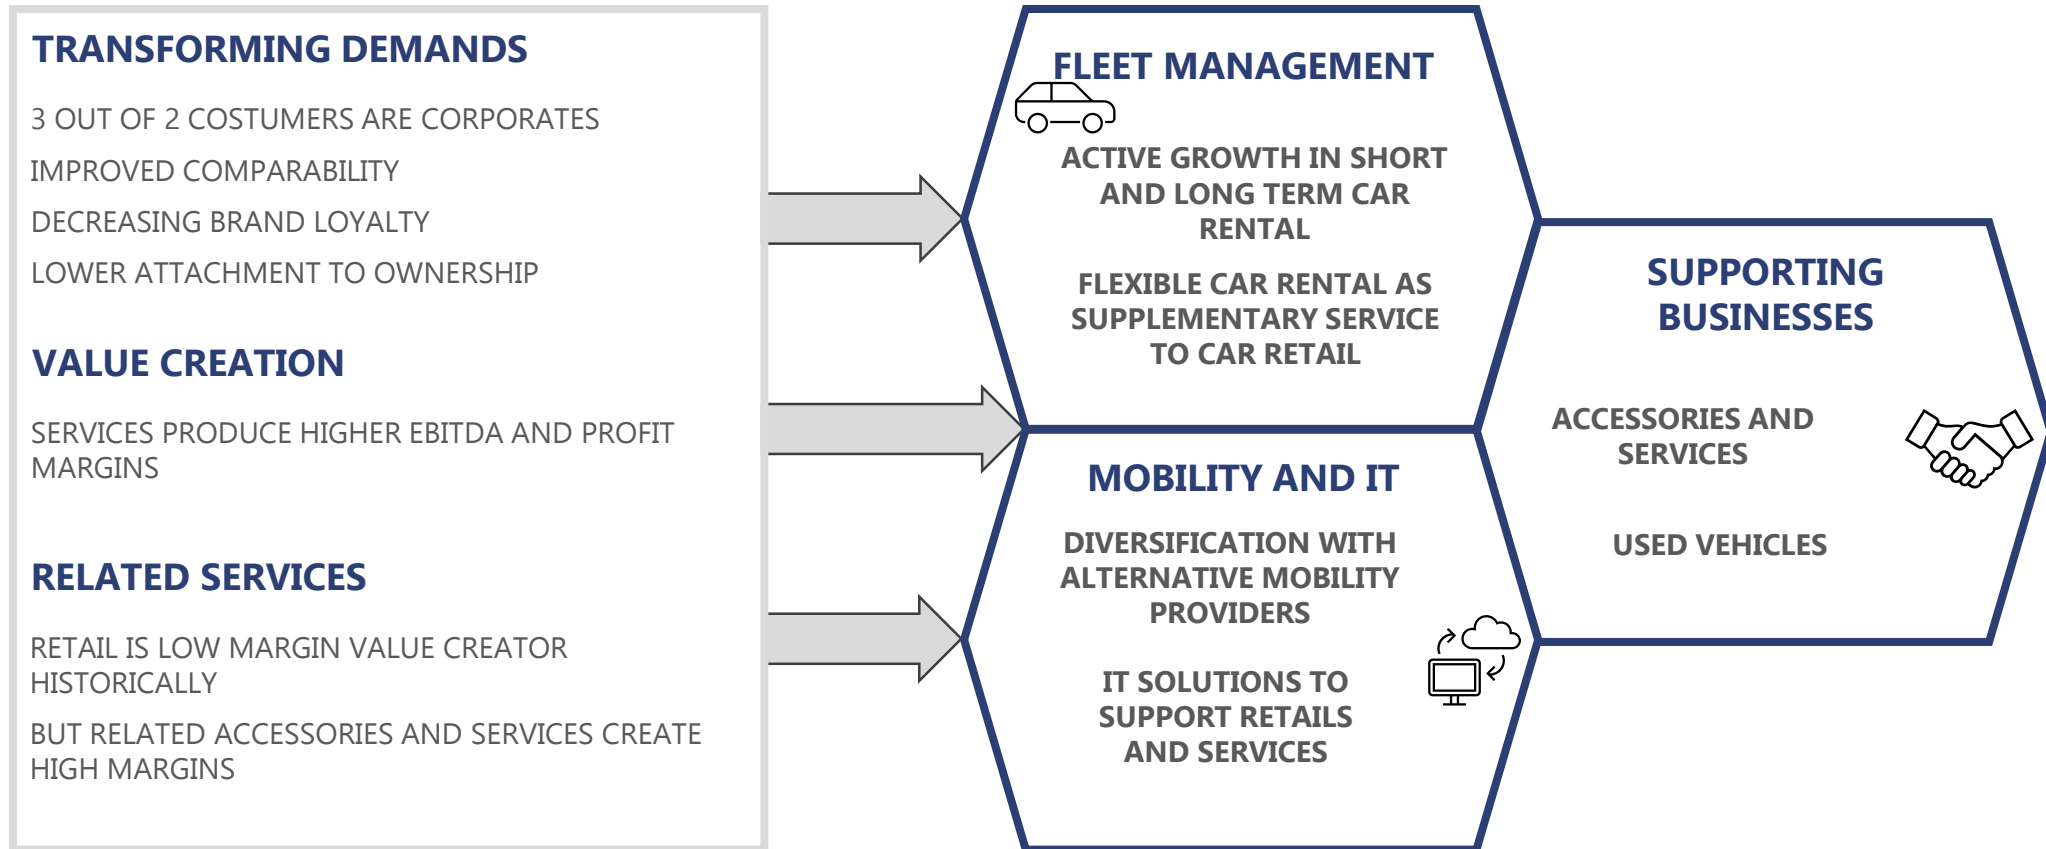 TRANSFORMING DEMANDS
3 OUT OF 2 COSTUMERS ARE CORPORATES
IMPROVED COMPARABILITY
DECREASING BRAND LOYALTY
LOWER ATTACHMENT TO OWNERSHIP
VALUE CREATION
SERVICES PRODUCE HIGHER EBITDA AND PROFIT
MARGINS
RELATED SERVICES
RETAIL IS LOW MARGIN VALUE CREATOR
HISTORICALLY
BUT RELATED ACCESSORIES AND SERVICES CREATE
HIGH MARGINS
FLEET MANAGEMENT
ACTIVE GROWTH IN SHORT
AND LONG TERM CAR
RENTAL
FLEXIBLE CAR RENTAL AS
SUPPLEMENTARY SERVICE
TO CAR RETAIL
MOBILITY AND IT
DIVERSIFICATION WITH
ALTERNATIVE MOBILITY
PROVIDERS
IT SOLUTIONS TO
SUPPORT RETAILS
AND SERVICES
SUPPORTING
BUSINESSES
ACCESSORIES AND
SERVICES
USED VEHICLES